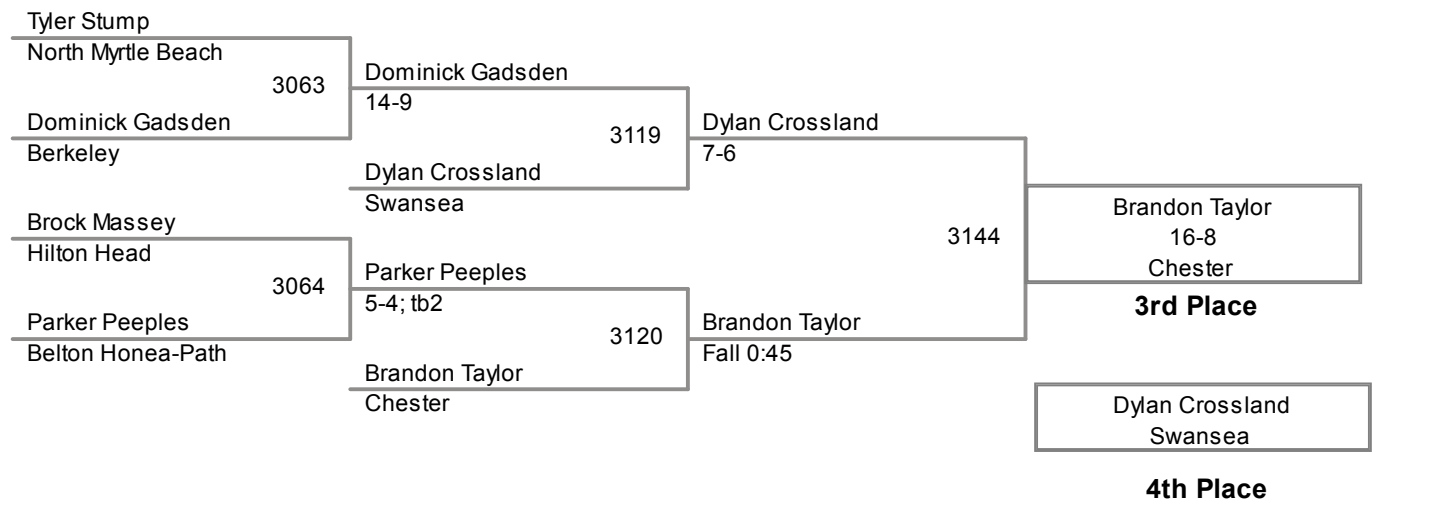 Tyler Stump
North Myrtle Beach
3063
Dominick Gadsden
14-9
Dominick Gadsden
Berkeley
3119
Dylan Crossland
7-6
Dylan Crossland
Swansea
Brock Massey
Hilton Head
3064
Parker Peeples
5-4; tb2
Parker Peeples
Belton Honea-Path
3120
Brandon Taylor
Fall 0:45
Brandon Taylor
Chester
3144
Brandon Taylor
16-8
Chester
3rd Place
Dylan Crossland
Swansea
4th Place